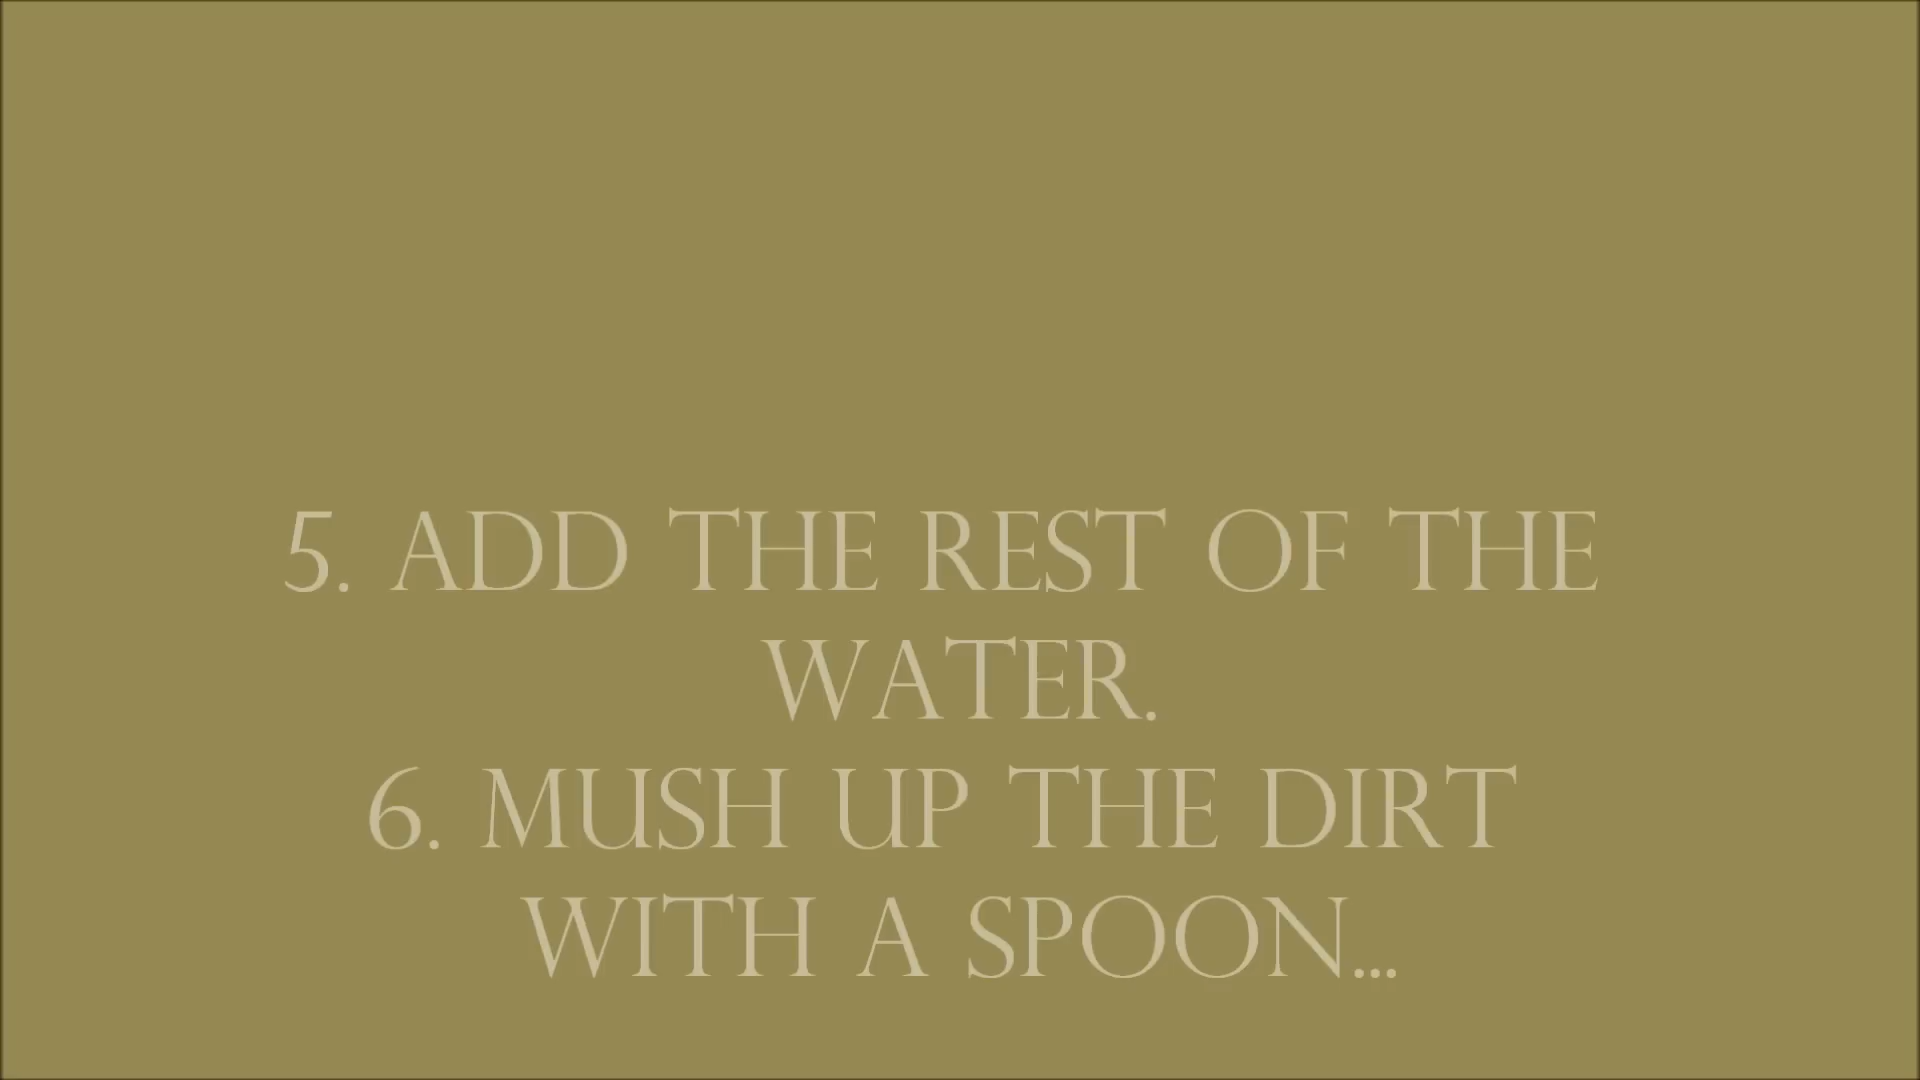 5. ADD THE REST OF THE
WATER.
6. MUSH UP THE DIRT
WITH A SPOON...